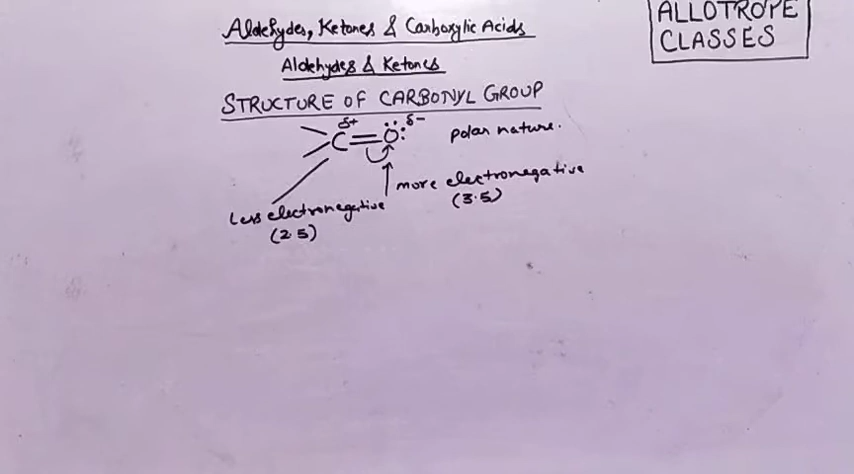 Aldehydes, Ketones & Carboxylic Acids
ALLOTROPE
CLASSES
Aldehydes & Ketones
STRUCTURE OF CARBONYL GROUP
δ+ δ-
C=O
polar nature.
more electronegative
(3.5)
Less electronegative
(2.5)